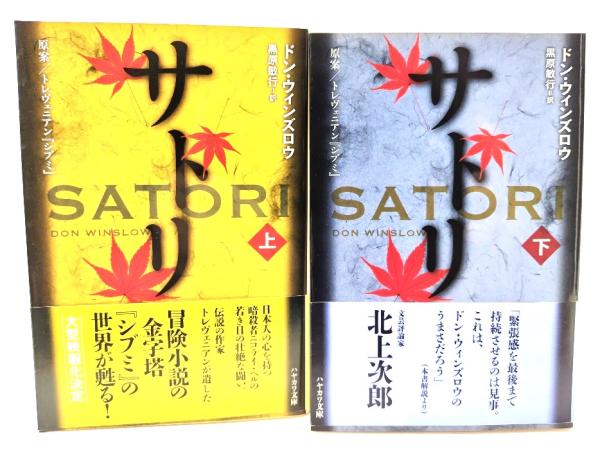 ドン・ウィンズロウ
黒原敏行=訳
サトリ
原案/トレヴェニアン『シブミ』
SATORI
DON WINSLOW
上
日本人の心を持つ
暗殺者ニコライ・ヘルの
若き日の壮絶な闘い、
伝説の作家
トレヴェニアンが遺した
冒険小説の
金字塔
『シブミ』の
世界が甦る!
大型映画化決定
ハヤカワ文庫
ドン・ウィンズロウ
黒原敏行=訳
サトリ
原案/トレヴェニアン『シブミ』
SATORI
DON WINSLOW
下
「緊張感を最後まで
持続させるのは見事。
これは、
ドン・ウィンズロウの
うまさだろう」
(本書解説より)
文芸評論家
北上次郎
ハヤカワ文庫